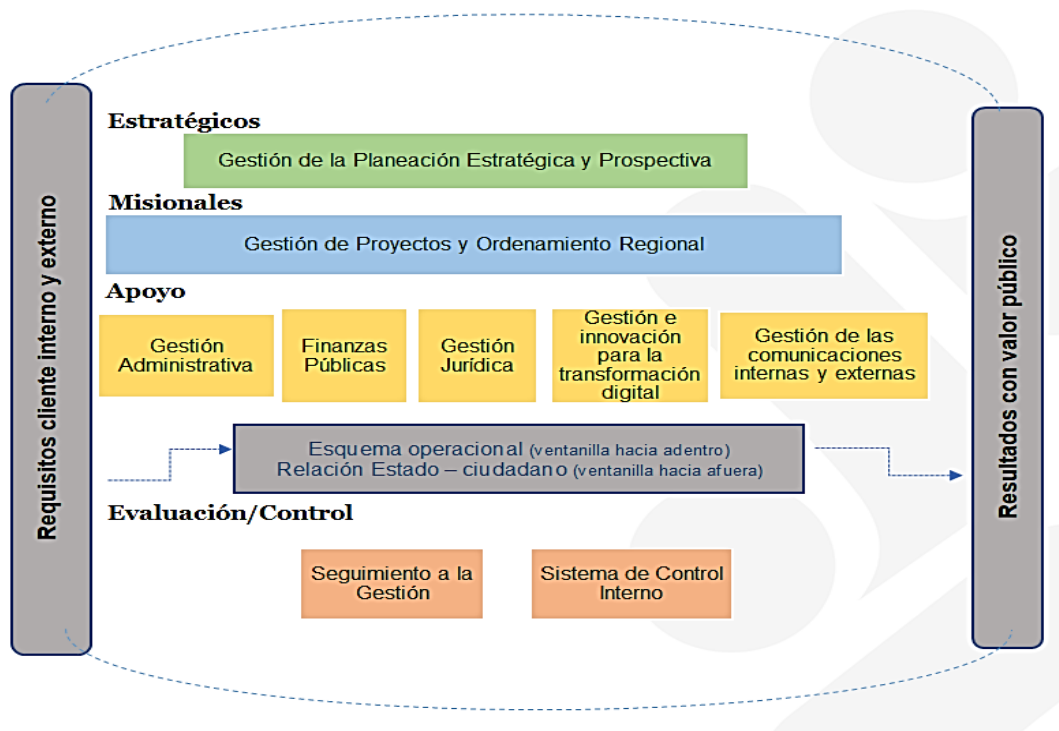 Requisitos cliente interno y externo
Estratégicos
Gestión de la Planeación Estratégica y Prospectiva
Misionales
Gestión de Proyectos y Ordenamiento Regional
Apoyo
Gestión
Administrativa
Finanzas
Públicas
Gestión
Jurídica
Gestión e
innovación
para la
transformación
digital
Gestión de las
comunicaciones
internas y externas
Esquema operacional (ventanilla hacia adentro)
Relación Estado – ciudadano (ventanilla hacia afuera)
Evaluación/Control
Seguimiento a la
Gestión
Sistema de Control
Interno
Resultados con valor público